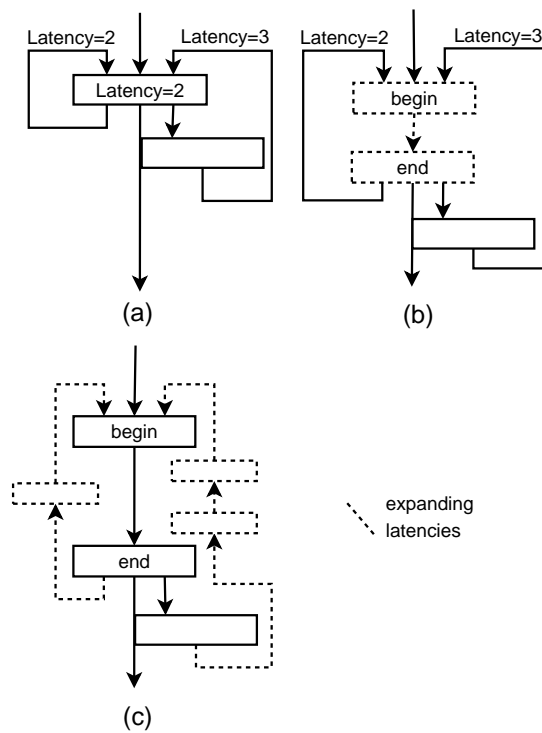 Latency=2
Latency=3
Latency=2
(a)
Latency=2
Latency=3
begin
end
(b)
begin
end
(c)
expanding
latencies